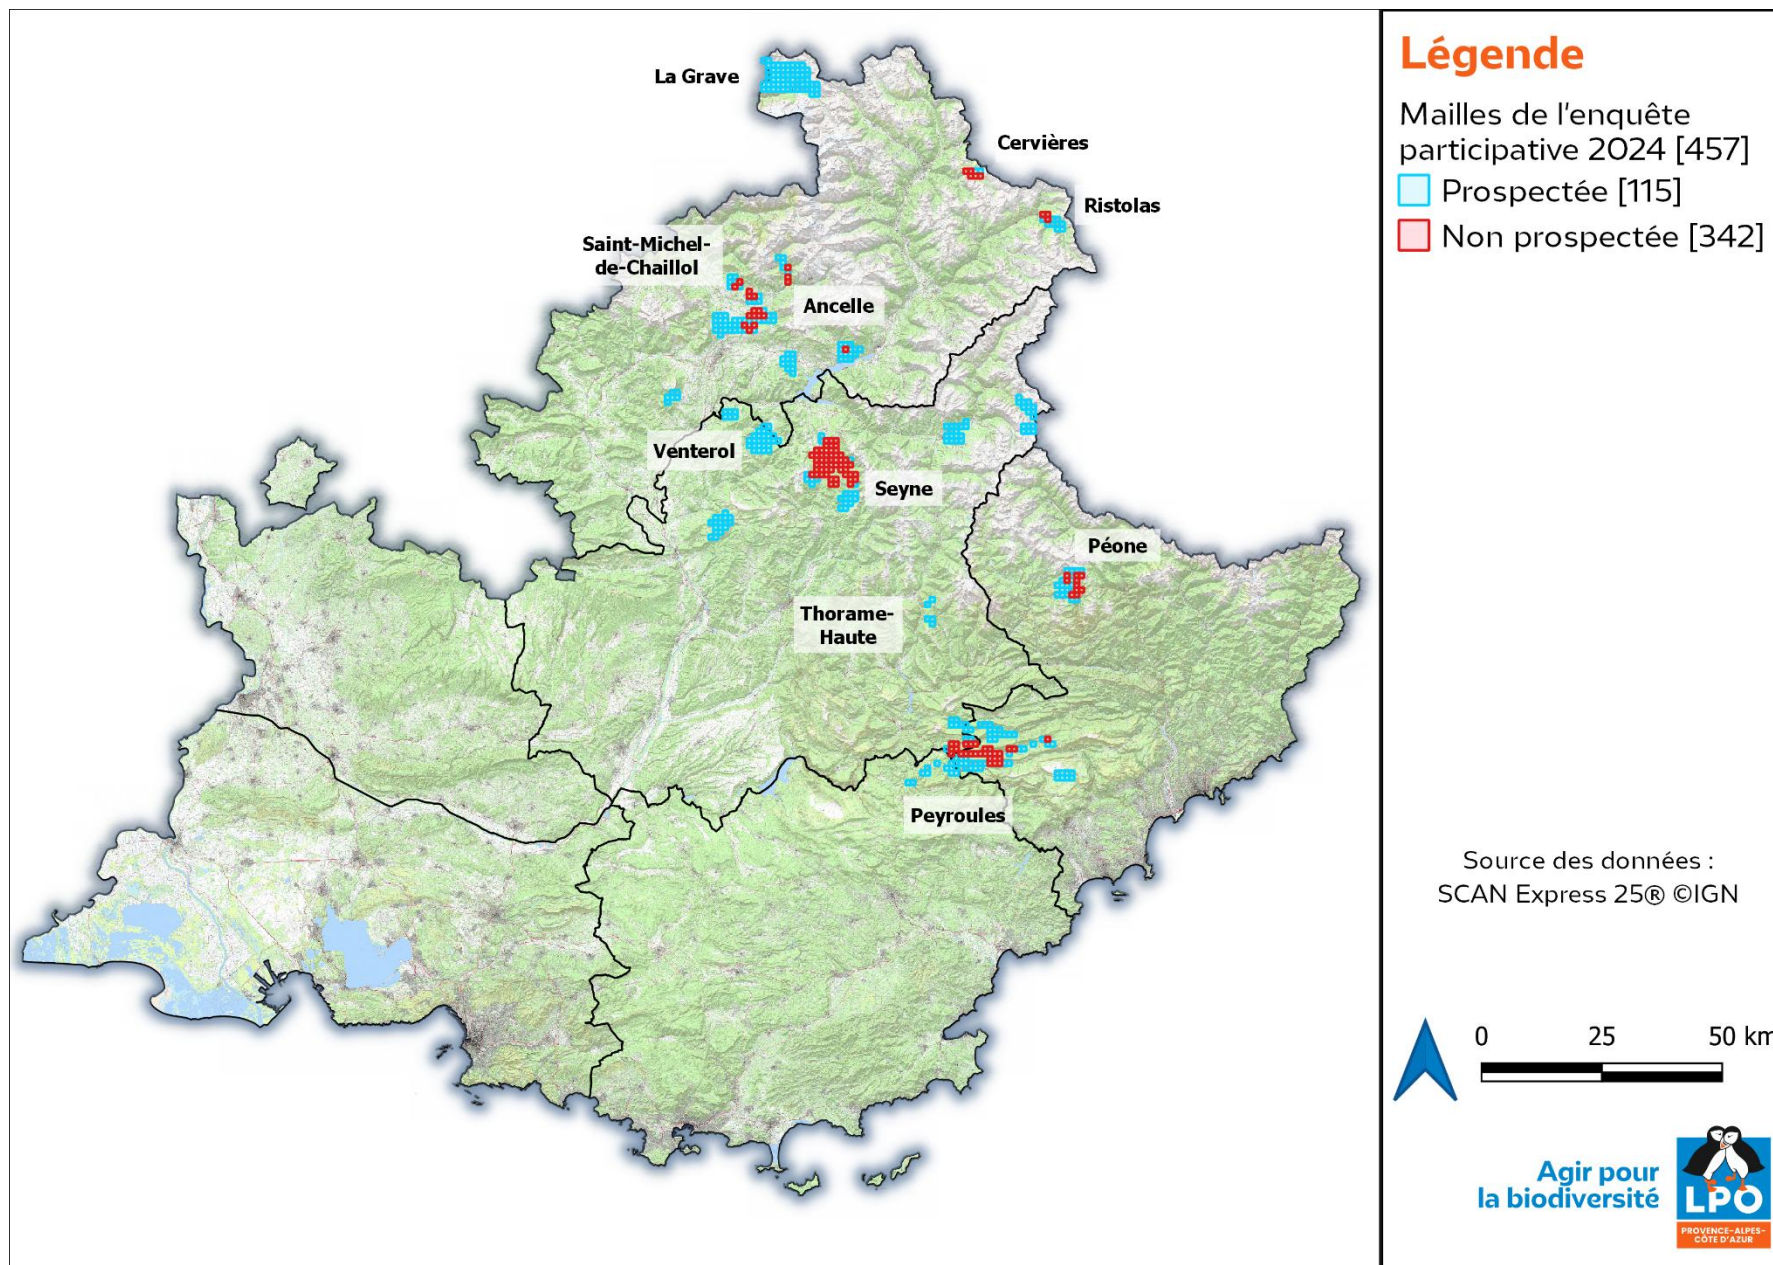 La Grave
Cervières
Ristolas
Saint-Michel-
de-Chaillol
Ancelle
Venterol
Seyne
Péone
Thorame-
Haute
Peyroules
Légende
Mailles de l'enquête
participative 2024 [457]
Prospectée [115]
Non prospectée [342]
Source des données :
SCAN Express 25® ©IGN
0 25 50 km
Agir pour
la biodiversité
LPO
PROVENCE-ALPES-
CÔTE D'AZUR